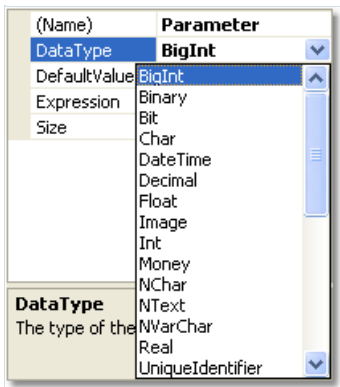 (Name) Parameter
DataType BigInt
DefaultValue BigInt
Expression Binary
Bit
Size Char
DateTime
Decimal
Float
Image
Int
Money
NChar
DataType NText
The type of the NVarChar
Real
UniqueIdentifier